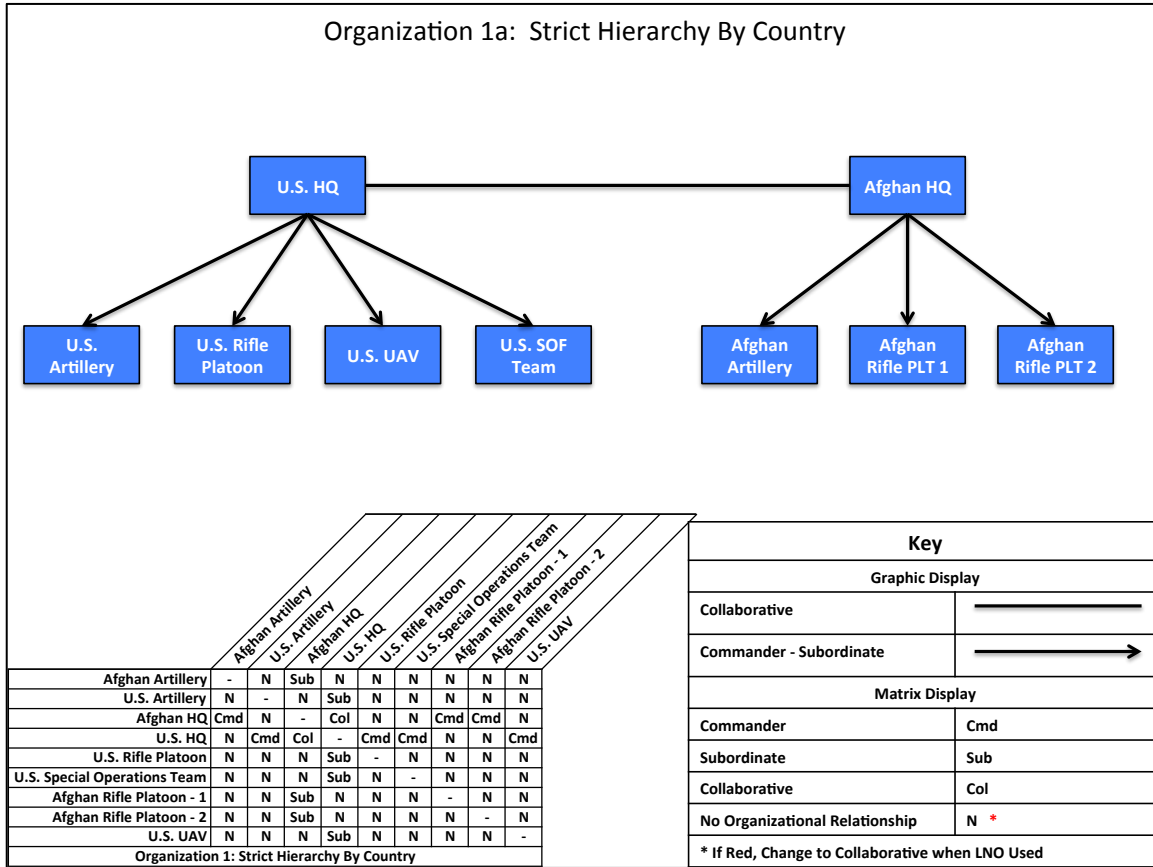 Organization 1a:  Strict Hierarchy By Country
U.S. HQ
Afghan HQ
U.S.
Artillery
U.S. Rifle
Platoon
U.S. UAV
U.S. SOF
Team
Afghan
Artillery
Afghan
Rifle PLT 1
Afghan
Rifle PLT 2
Afghan Artillery
U.S. Artillery
Afghan HQ
U.S. HQ
U.S. Rifle Platoon
U.S. Special Operations Team
Afghan Rifle Platoon - 1
Afghan Rifle Platoon - 2
U.S. UAV
Afghan Artillery - N Sub N N N N N N
U.S. Artillery N - N Sub N N N N N
Afghan HQ Cmd N - Col N N Cmd Cmd N
U.S. HQ N Cmd Col - Cmd Cmd N N Cmd
U.S. Rifle Platoon N N N Sub - N N N N
U.S. Special Operations Team N N N Sub N - N N N
Afghan Rifle Platoon - 1 N N Sub N N N - N N
Afghan Rifle Platoon - 2 N N Sub N N N N - N
U.S. UAV N N N Sub N N N N -
Organization 1: Strict Hierarchy By Country
Key
Graphic Display
Collaborative
Commander - Subordinate
Matrix Display
Commander Cmd
Subordinate Sub
Collaborative Col
No Organizational Relationship N *
* If Red, Change to Collaborative when LNO Used